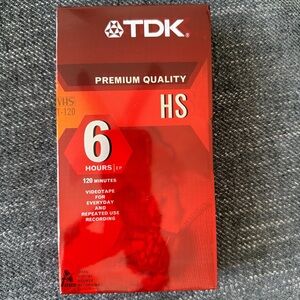 TDK
PREMIUM QUALITY
HS
VHS
T-120
6
HOURS EP
120 MINUTES
VIDEOTAPE
FOR
EVERYDAY
AND
REPEATED USE
RECORDING